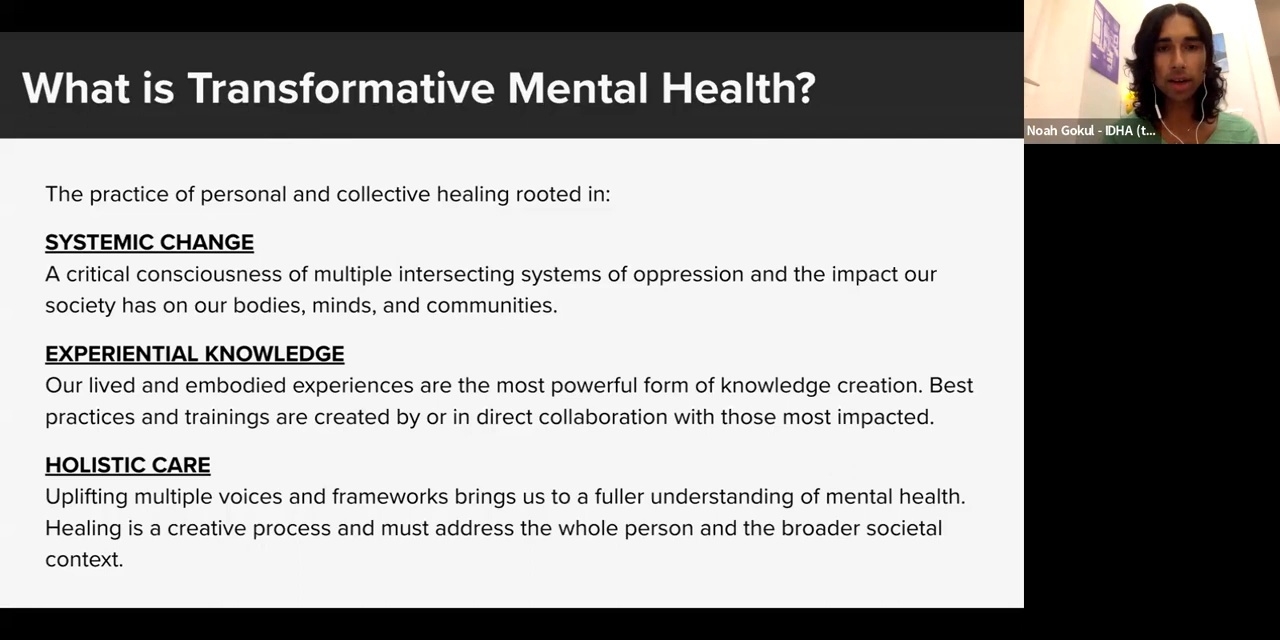 What is Transformative Mental Health?
Noah Gokul - IDHA (t...
The practice of personal and collective healing rooted in:
SYSTEMIC CHANGE
A critical consciousness of multiple intersecting systems of oppression and the impact our
society has on our bodies, minds, and communities.
EXPERIENTIAL KNOWLEDGE
Our lived and embodied experiences are the most powerful form of knowledge creation. Best
practices and trainings are created by or in direct collaboration with those most impacted.
HOLISTIC CARE
Uplifting multiple voices and frameworks brings us to a fuller understanding of mental health.
Healing is a creative process and must address the whole person and the broader societal
context.